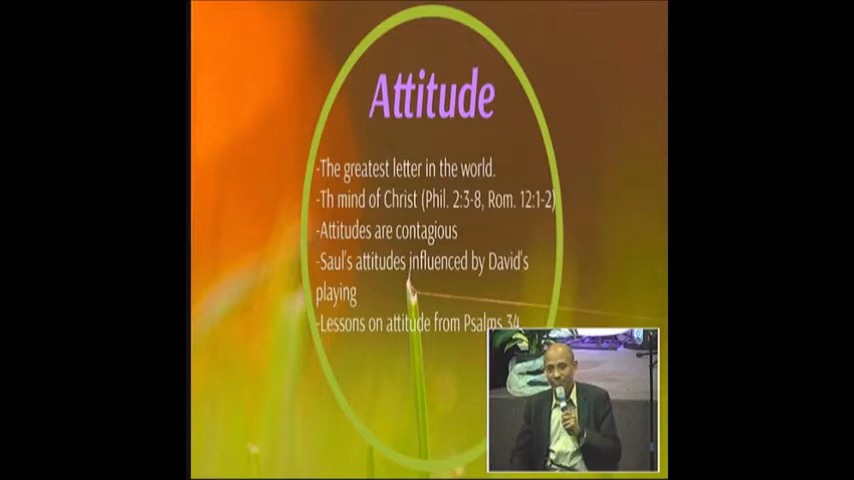 Attitude
-The greatest letter in the world.
-Th mind of Christ (Phil. 2:3-8, Rom. 12:1-2)
-Attitudes are contagious
-Saul's attitudes influenced by David's
playing
-Lessons on attitude from Psalms 34